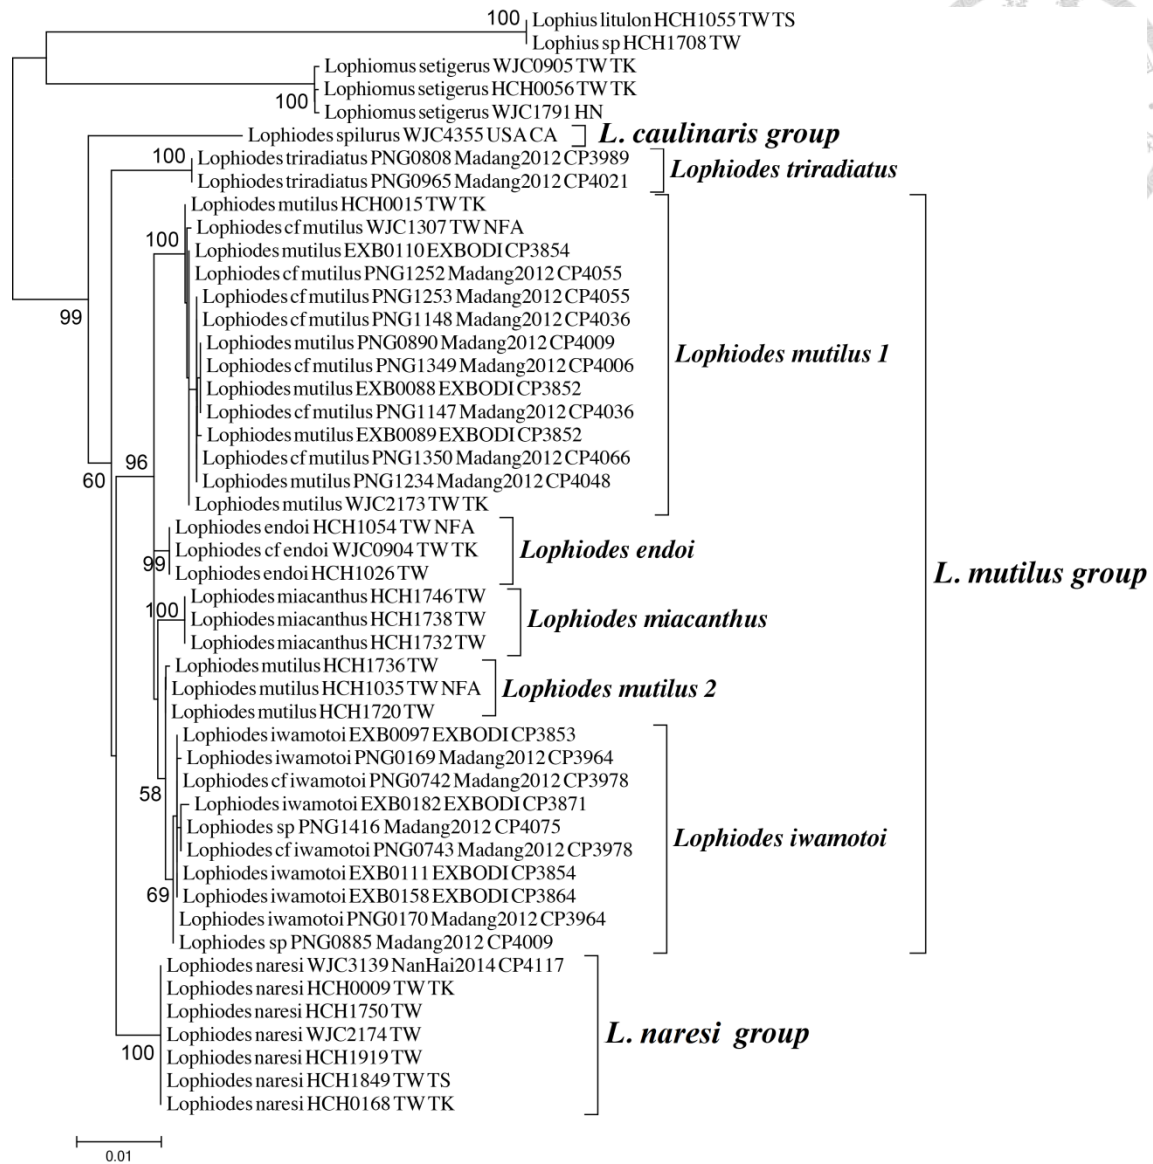 100 Lophius litulon HCH1055 TW TS
Lophius sp HCH1708 TW
Lophiomus setigerus WJC0905 TW TK
Lophiomus setigerus HCH0056 TW TK
100 Lophiomus setigerus WJC1791 HN
Lophiodes spilurus WJC4355 USA CA L. caulinaris group
100 Lophiodes triradiatus PNG0808 Madang2012 CP3989
Lophiodes triradiatus
Lophiodes triradiatus PNG0965 Madang2012 CP4021
Lophiodes mutilus HCH0015 TW TK
Lophiodes cf mutilus WJC1307 TW NFA
100 Lophiodes mutilus EXB0110 EXBODI CP3854
Lophiodes cf mutilus PNG1252 Madang2012 CP4055
Lophiodes cf mutilus PNG1253 Madang2012 CP4055
99 Lophiodes cf mutilus PNG1148 Madang2012 CP4036
Lophiodes mutilus PNG0890 Madang2012 CP4009
Lophiodes mutilus 1
Lophiodes cf mutilus PNG1349 Madang2012 CP4006
Lophiodes mutilus EXB0088 EXBODI CP3852
Lophiodes cf mutilus PNG1147 Madang2012 CP4036
Lophiodes mutilus EXB0089 EXBODI CP3852
96 Lophiodes cf mutilus PNG1350 Madang2012 CP4066
60 Lophiodes mutilus PNG1234 Madang2012 CP4048
Lophiodes mutilus WJC2173 TW TK
Lophiodes endoi HCH1054 TW NFA
Lophiodes cf endoi WJC0904 TW TK Lophiodes endoi
99 Lophiodes endoi HCH1026 TW L. mutilus group
Lophiodes miacanthus HCH1746 TW
100 Lophiodes miacanthus HCH1738 TW Lophiodes miacanthus
Lophiodes miacanthus HCH1732 TW
Lophiodes mutilus HCH1736 TW
Lophiodes mutilus HCH1035 TW NFA Lophiodes mutilus 2
Lophiodes mutilus HCH1720 TW
Lophiodes iwamotoi EXB0097 EXBODI CP3853
Lophiodes iwamotoi PNG0169 Madang2012 CP3964
Lophiodes cf iwamotoi PNG0742 Madang2012 CP3978
58 Lophiodes iwamotoi EXB0182 EXBODI CP3871
Lophiodes sp PNG1416 Madang2012 CP4075
Lophiodes iwamotoi
Lophiodes cf iwamotoi PNG0743 Madang2012 CP3978
Lophiodes iwamotoi EXB0111 EXBODI CP3854
69 Lophiodes iwamotoi EXB0158 EXBODI CP3864
Lophiodes iwamotoi PNG0170 Madang2012 CP3964
Lophiodes sp PNG0885 Madang2012 CP4009
Lophiodes naresi WJC3139 NanHai2014 CP4117
Lophiodes naresi HCH0009 TW TK
Lophiodes naresi HCH1750 TW
Lophiodes naresi WJC2174 TW L. naresi group
100 Lophiodes naresi HCH1919 TW
Lophiodes naresi HCH1849 TW TS
Lophiodes naresi HCH0168 TW TK
0.01